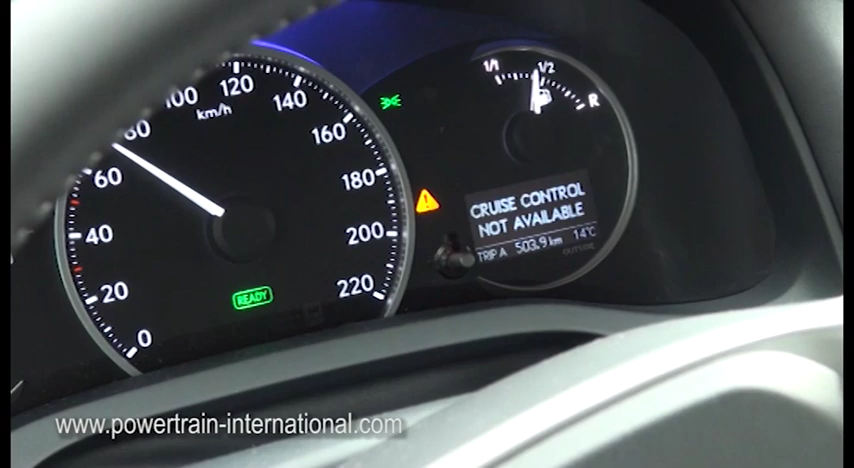 0
20
40
60
80
100
120
140
160
180
200
220
km/h
READY
1/1
1/2
R
CRUISE CONTROL
NOT AVAILABLE
TRIP A 503.9 km 14°C
OUTSIDE
www.powertrain-international.com